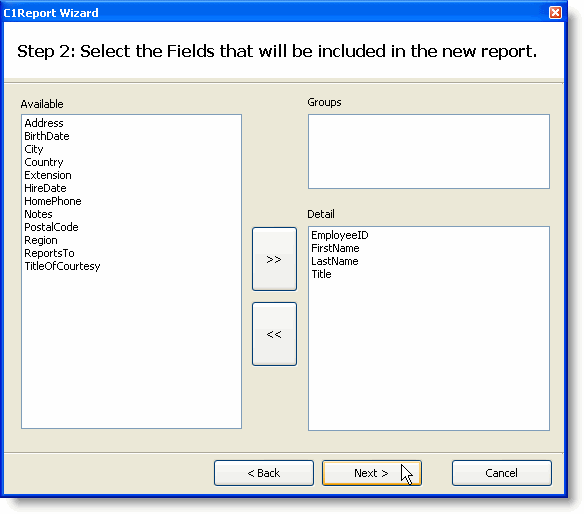 C1Report Wizard
Step 2: Select the Fields that will be included in the new report.
Available
Address
BirthDate
City
Country
Extension
HireDate
HomePhone
Notes
PostalCode
Region
ReportsTo
TitleOfCourtesy
>>
<<
Groups
Detail
EmployeeID
FirstName
LastName
Title
< Back
Next >
Cancel